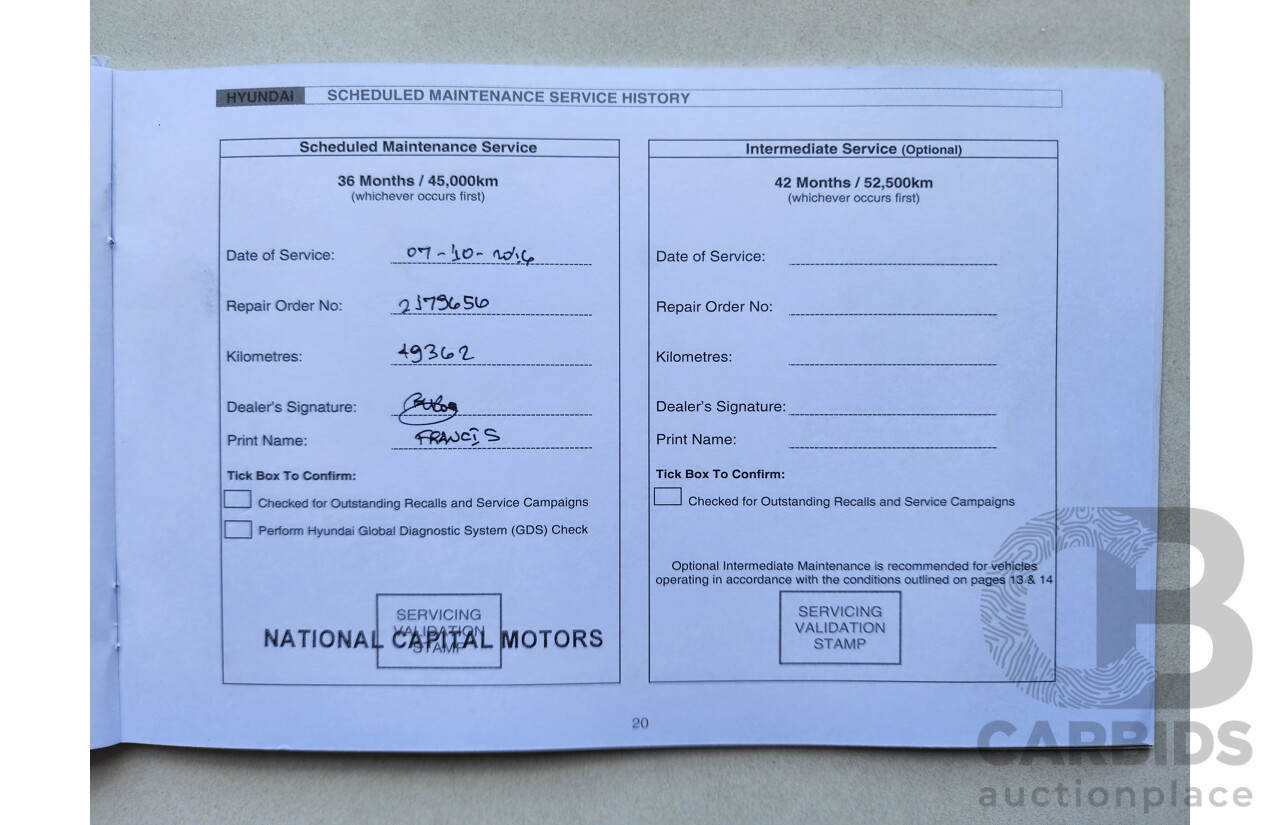 HYUNDAI SCHEDULED MAINTENANCE SERVICE HISTORY
Scheduled Maintenance Service
36 Months / 45,000km
(whichever occurs first)
Date of Service: 07-10-2016
Repair Order No: 2179656
Kilometres: 49362
Dealer's Signature:
Print Name: FRANCIS
Tick Box To Confirm:
Checked for Outstanding Recalls and Service Campaigns
Perform Hyundai Global Diagnostic System (GDS) Check
SERVICING
VALIDATION
STAMP
NATIONAL CAPITAL MOTORS
Intermediate Service (Optional)
42 Months / 52,500km
(whichever occurs first)
Date of Service:
Repair Order No:
Kilometres:
Dealer's Signature:
Print Name:
Tick Box To Confirm:
Checked for Outstanding Recalls and Service Campaigns
Optional Intermediate Maintenance is recommended for vehicles
operating in accordance with the conditions outlined on pages 13 & 14
SERVICING
VALIDATION
STAMP
20
CB
CARBIDS
auctionplace